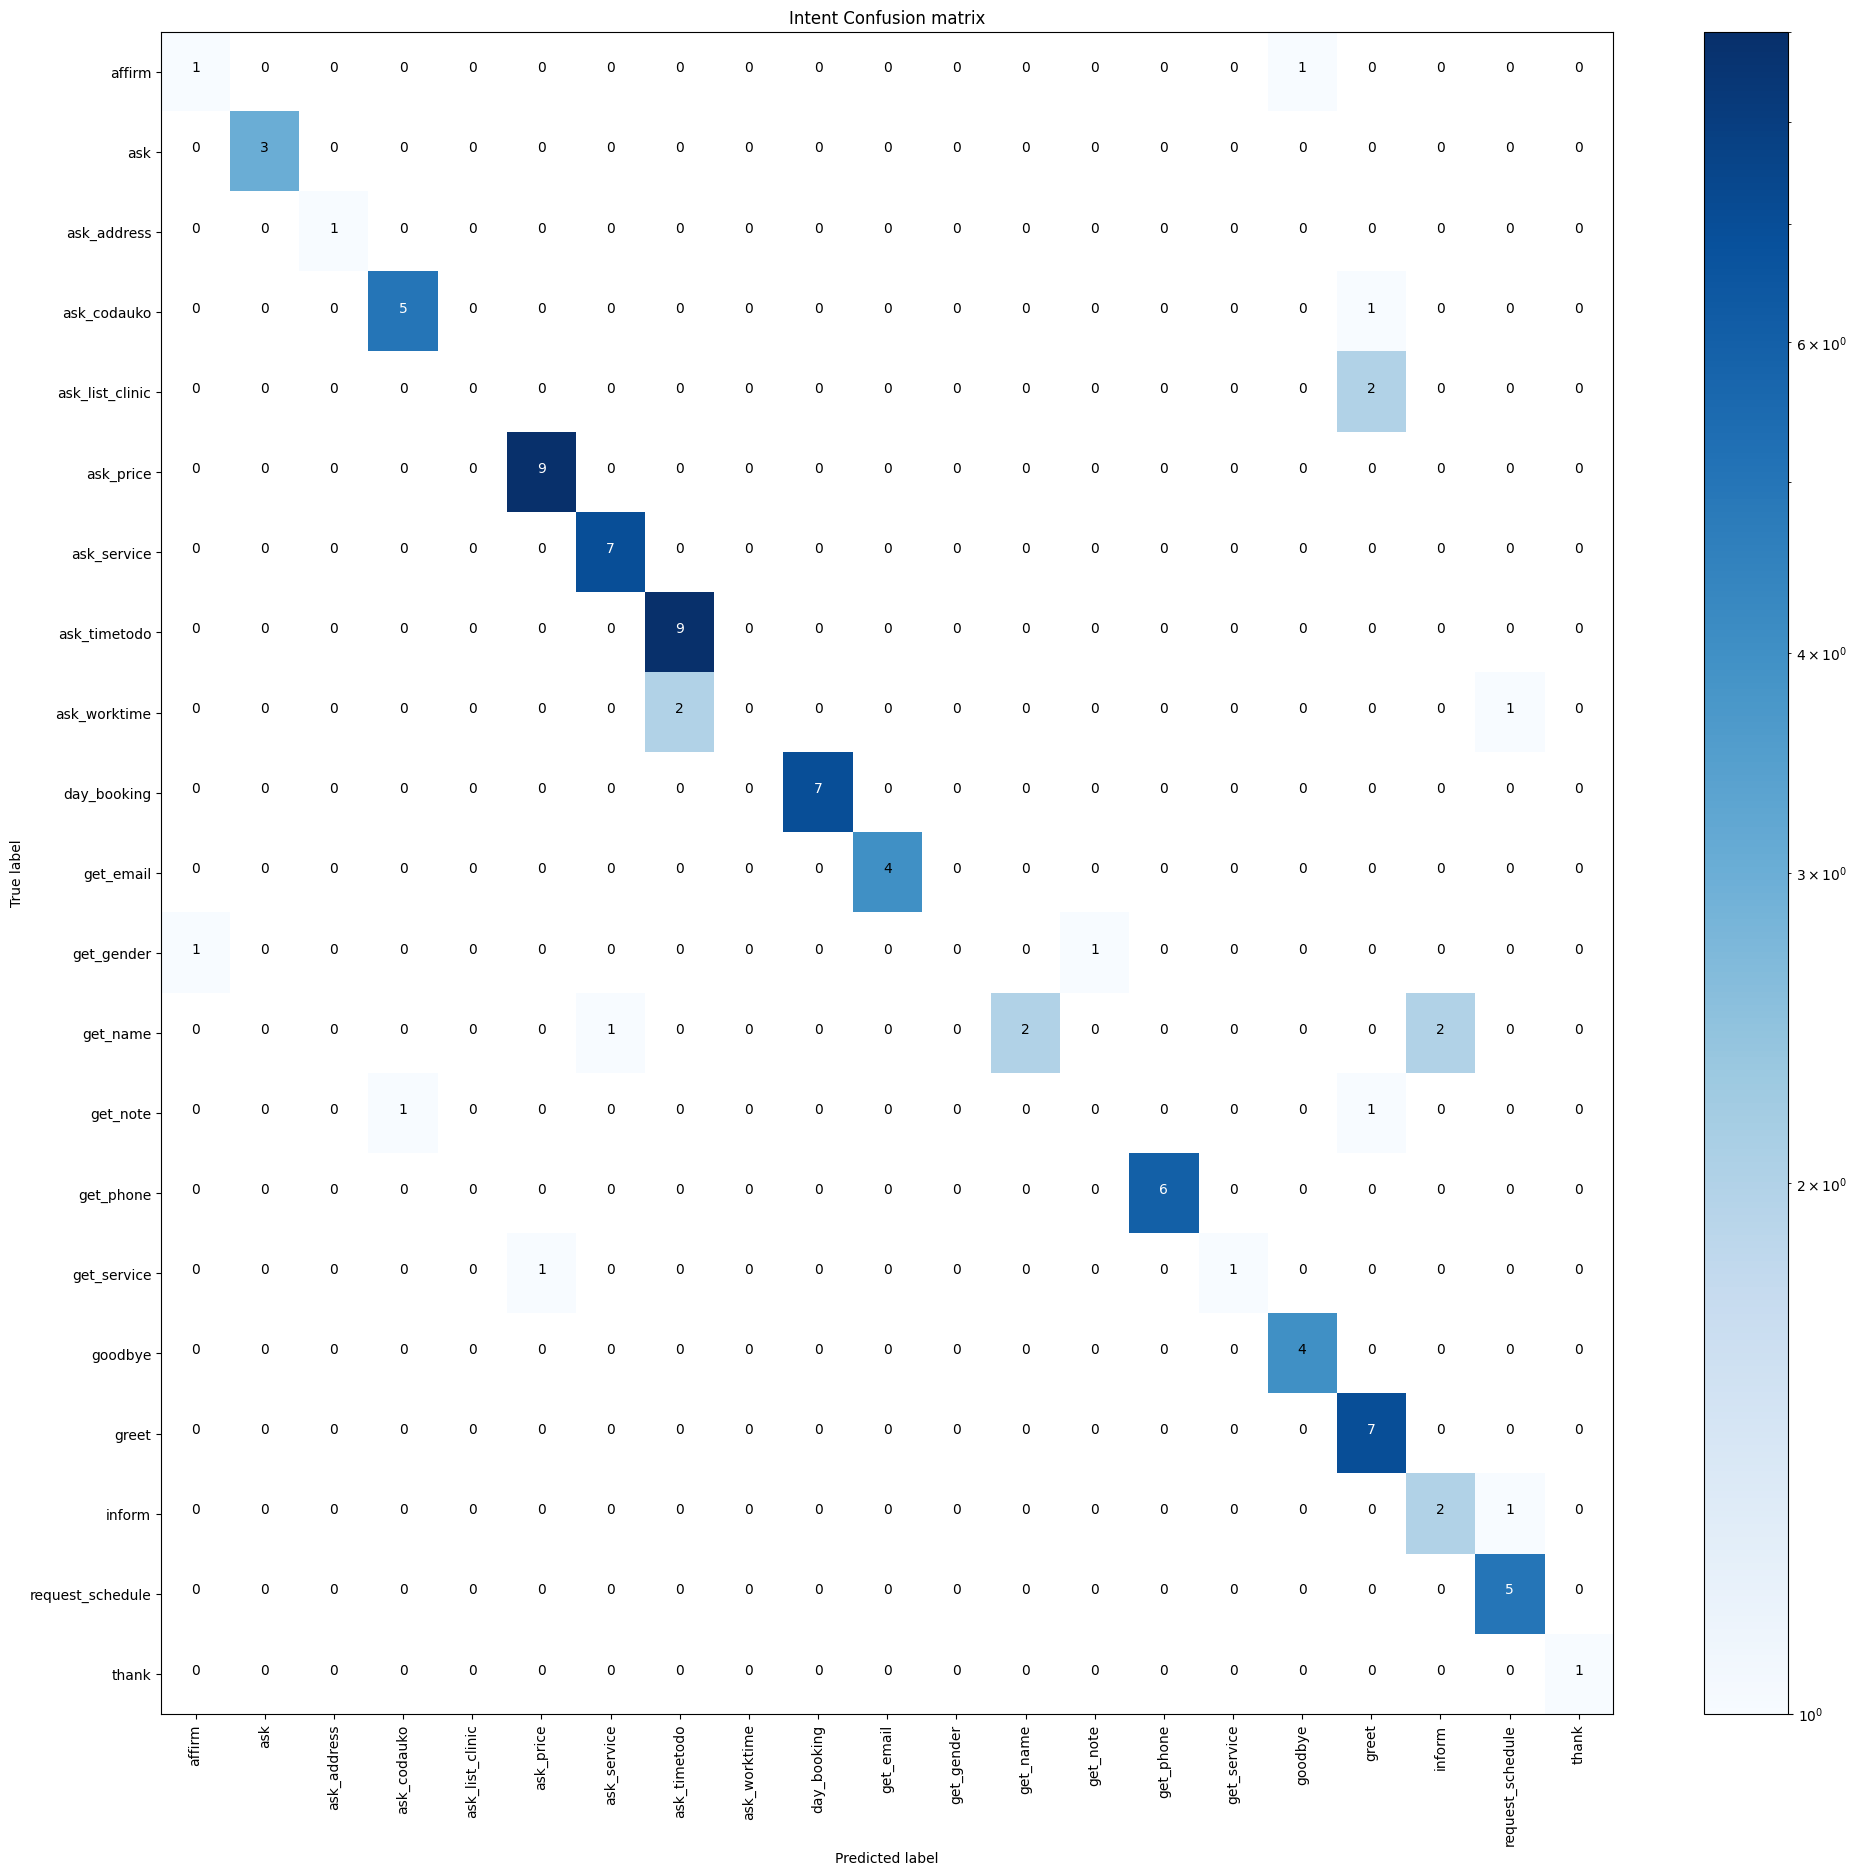 Intent Confusion matrix
affirm 1 0 0 0 0 0 0 0 0 0 0 0 0 0 0 0 1 0 0 0 0
ask 0 3 0 0 0 0 0 0 0 0 0 0 0 0 0 0 0 0 0 0 0
ask_address 0 0 1 0 0 0 0 0 0 0 0 0 0 0 0 0 0 0 0 0 0
ask_codauko 0 0 0 5 0 0 0 0 0 0 0 0 0 0 0 0 0 1 0 0 0
ask_list_clinic 0 0 0 0 0 0 0 0 0 0 0 0 0 0 0 0 0 2 0 0 0
ask_price 0 0 0 0 0 9 0 0 0 0 0 0 0 0 0 0 0 0 0 0 0
ask_service 0 0 0 0 0 0 7 0 0 0 0 0 0 0 0 0 0 0 0 0 0
ask_timetodo 0 0 0 0 0 0 0 9 0 0 0 0 0 0 0 0 0 0 0 0 0
ask_worktime 0 0 0 0 0 0 0 2 0 0 0 0 0 0 0 0 0 0 0 1 0
day_booking 0 0 0 0 0 0 0 0 0 7 0 0 0 0 0 0 0 0 0 0 0
get_email 0 0 0 0 0 0 0 0 0 0 4 0 0 0 0 0 0 0 0 0 0
get_gender 1 0 0 0 0 0 0 0 0 0 0 0 0 1 0 0 0 0 0 0 0
get_name 0 0 0 0 0 0 1 0 0 0 0 0 2 0 0 0 0 0 2 0 0
get_note 0 0 0 1 0 0 0 0 0 0 0 0 0 0 0 0 0 1 0 0 0
get_phone 0 0 0 0 0 0 0 0 0 0 0 0 0 0 6 0 0 0 0 0 0
get_service 0 0 0 0 0 1 0 0 0 0 0 0 0 0 0 1 0 0 0 0 0
goodbye 0 0 0 0 0 0 0 0 0 0 0 0 0 0 0 0 4 0 0 0 0
greet 0 0 0 0 0 0 0 0 0 0 0 0 0 0 0 0 0 7 0 0 0
inform 0 0 0 0 0 0 0 0 0 0 0 0 0 0 0 0 0 0 2 1 0
request_schedule 0 0 0 0 0 0 0 0 0 0 0 0 0 0 0 0 0 0 0 5 0
thank 0 0 0 0 0 0 0 0 0 0 0 0 0 0 0 0 0 0 0 0 1
True label
affirm
ask
ask_address
ask_codauko
ask_list_clinic
ask_price
ask_service
ask_timetodo
ask_worktime
day_booking
get_email
get_gender
get_name
get_note
get_phone
get_service
goodbye
greet
inform
request_schedule
thank
Predicted label
6 × 10⁰
4 × 10⁰
3 × 10⁰
2 × 10⁰
10⁰